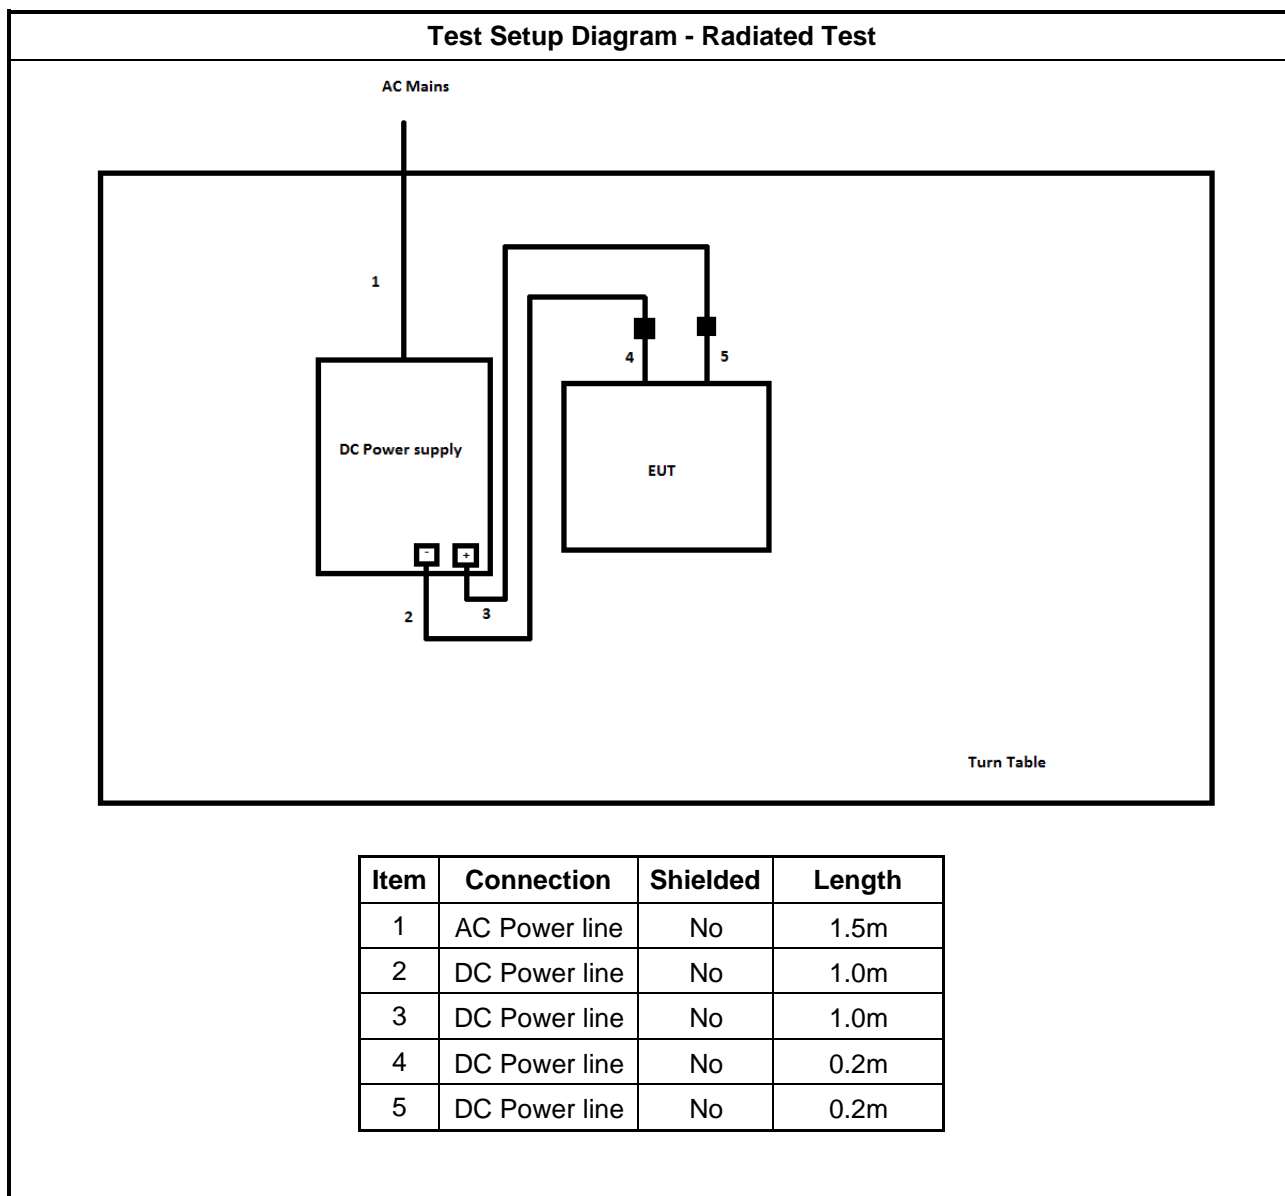 Test Setup Diagram - Radiated Test
AC Mains
1
4
5
DC Power supply
EUT
- +
2
3
Turn Table
Item Connection Shielded Length
1 AC Power line No 1.5m
2 DC Power line No 1.0m
3 DC Power line No 1.0m
4 DC Power line No 0.2m
5 DC Power line No 0.2m